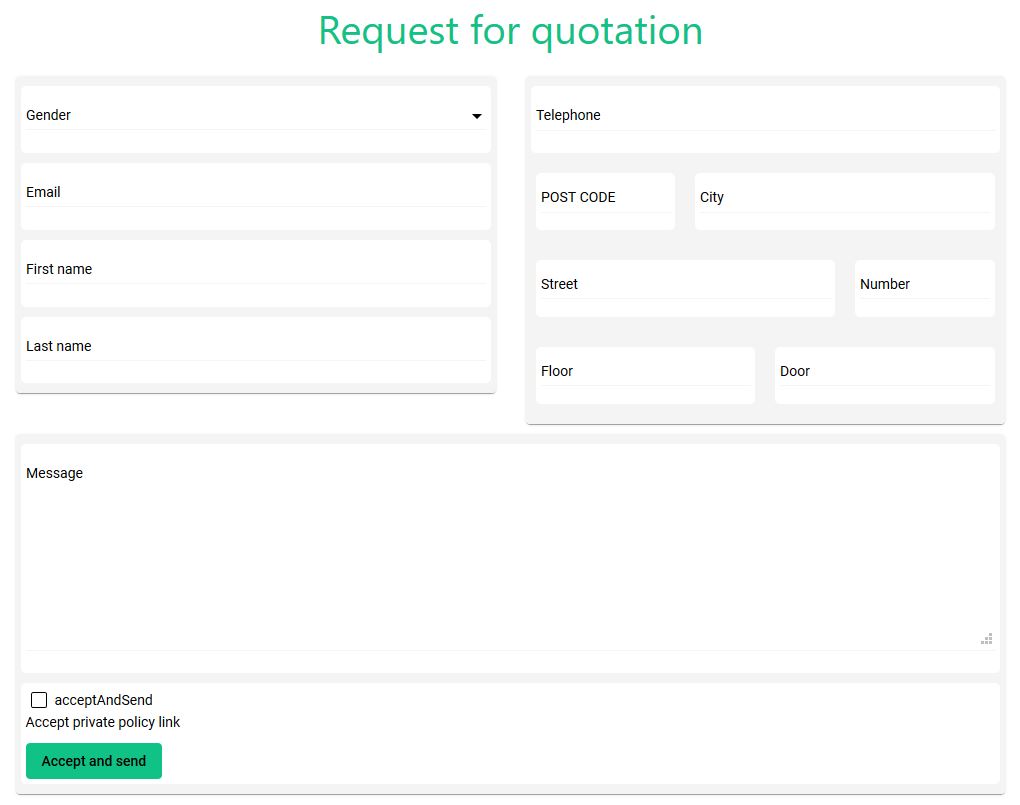 Request for quotation
Gender
Email
First name
Last name
Telephone
POST CODE
City
Street
Number
Floor
Door
Message
acceptAndSend
Accept private policy link
Accept and send